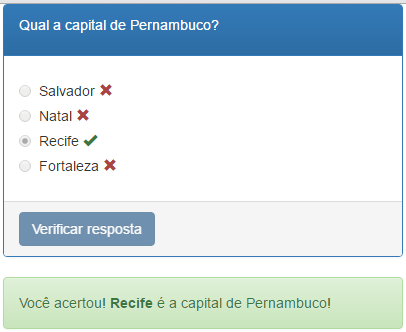 Qual a capital de Pernambuco?
Salvador ✖
Natal ✖
Recife ✔
Fortaleza ✖
Verificar resposta
Você acertou! Recife é a capital de Pernambuco!